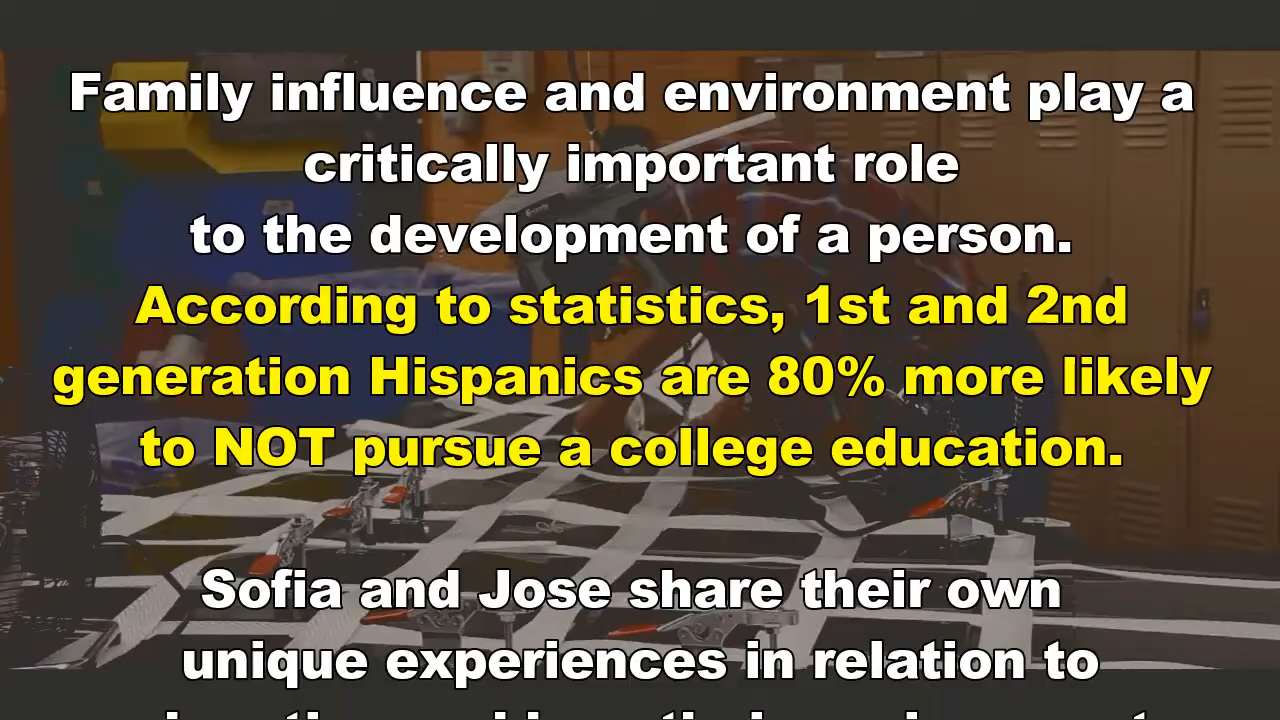 Family influence and environment play a
critically important role
to the development of a person.
According to statistics, 1st and 2nd
generation Hispanics are 80% more likely
to NOT pursue a college education.
Sofia and Jose share their own
unique experiences in relation to